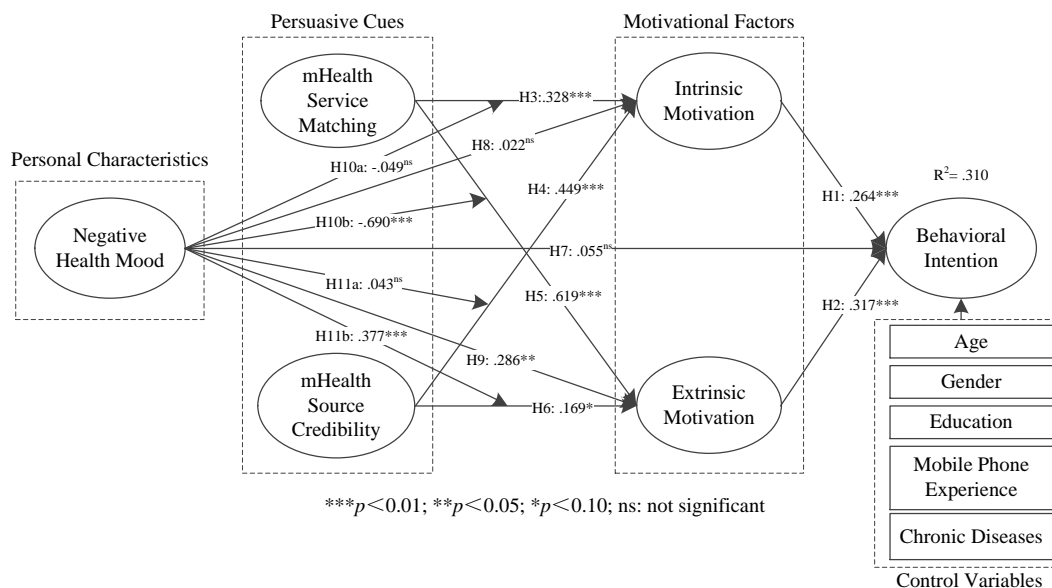 Persuasive Cues
Motivational Factors
mHealth
Service
Matching
Intrinsic
Motivation
H3:.328***
H8: .022ns
H10a: -.049ns
Personal Characteristics
H4: .449***
H1: .264***
R2= .310
H10b: -.690***
Negative
Health Mood
H7: .055ns
Behavioral
Intention
H11a: .043ns
H5: .619***
H2: .317***
H11b: .377***
H9: .286**
mHealth
Source
Credibility
H6: .169*
Extrinsic
Motivation
Age
Gender
Education
Mobile Phone
Experience
Chronic Diseases
Control Variables
***p<0.01; **p<0.05; *p<0.10; ns: not significant